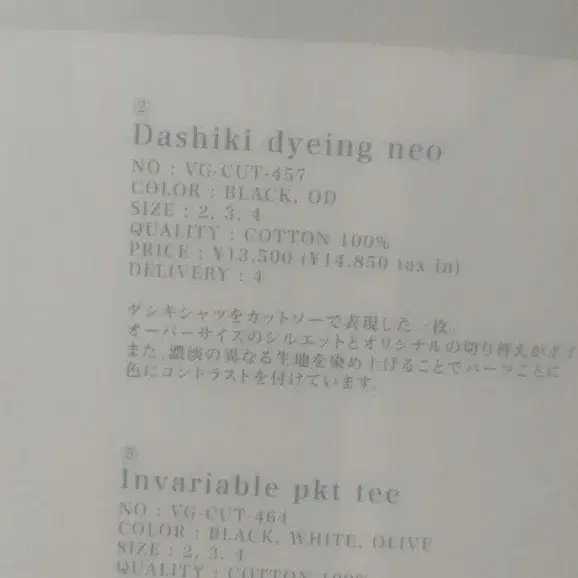 ②
Dashiki dyeing neo
NO : VG-CUT-457
COLOR : BLACK, OD
SIZE : 2, 3, 4
QUALITY : COTTON 100%
PRICE : ¥13,500 (¥14,850 tax in)
DELIVERY : 4
ダシキシャツをカットソーで表現した一枚
オーバーサイズのシルエットとオリジナルの切り替えがポイ
また、濃淡の異なる生地を染め上げることでパーツごとに
色にコントラストを付けています。
Invariable pkt tee
NO : VG-CUT-464
COLOR : BLACK, WHITE, OLIVE
SIZE : 2, 3, 4
QUALITY : COTTON 100%